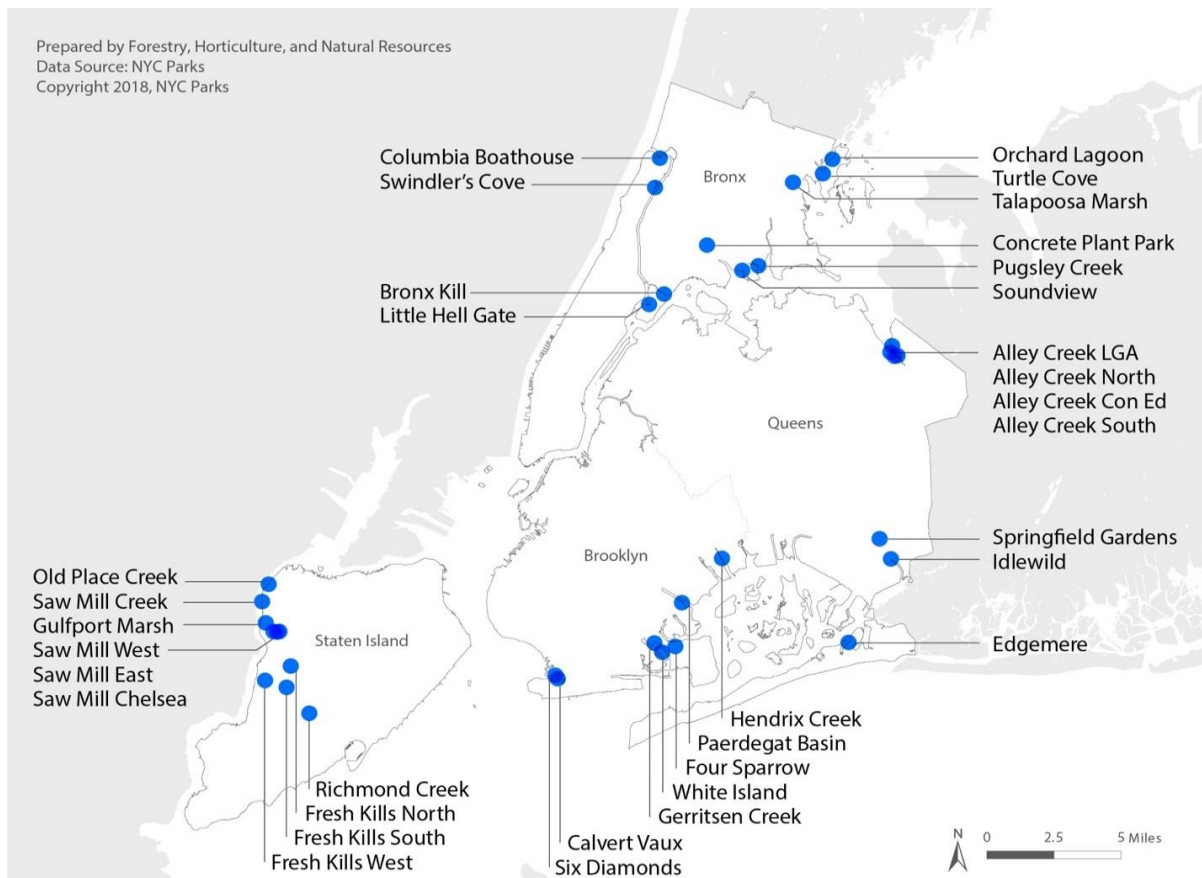 Prepared by Forestry, Horticulture, and Natural Resources
Data Source: NYC Parks
Copyright 2018, NYC Parks
Columbia Boathouse
Swindler's Cove
Bronx
Orchard Lagoon
Turtle Cove
Talapoosa Marsh
Concrete Plant Park
Pugsley Creek
Soundview
Bronx Kill
Little Hell Gate
Alley Creek LGA
Alley Creek North
Alley Creek Con Ed
Alley Creek South
Queens
Springfield Gardens
Idlewild
Brooklyn
Edgemere
Old Place Creek
Saw Mill Creek
Gulfport Marsh
Saw Mill West
Saw Mill East
Saw Mill Chelsea
Staten Island
Hendrix Creek
Paerdegat Basin
Four Sparrow
White Island
Gerritsen Creek
Richmond Creek
Fresh Kills North
Fresh Kills South
Fresh Kills West
Calvert Vaux
Six Diamonds
N
0 2.5 5 Miles